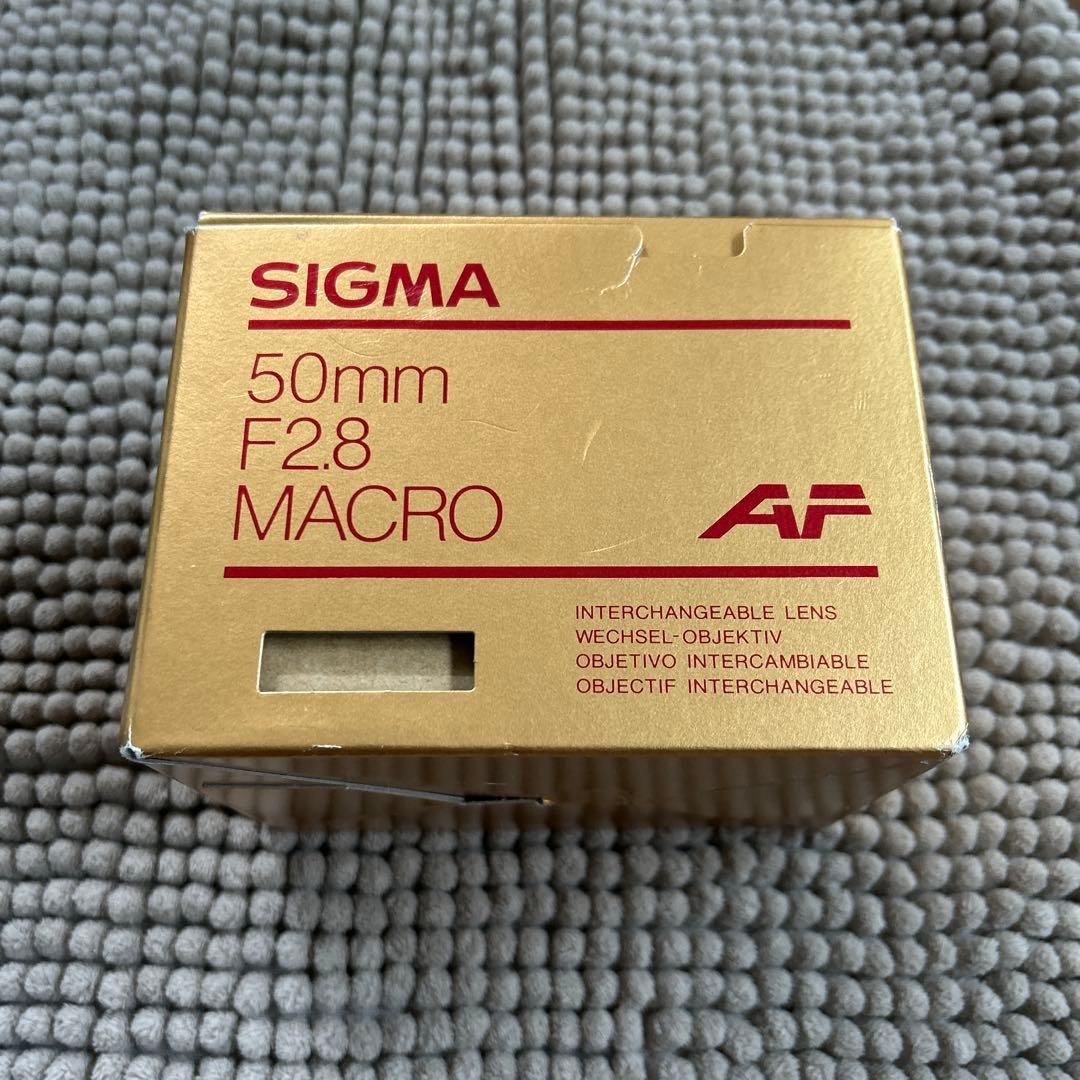 SIGMA
50mm
F2.8
MACRO
AF
INTERCHANGEABLE LENS
WECHSEL-OBJEKTIV
OBJETIVO INTERCAMBIABLE
OBJECTIF INTERCHANGEABLE